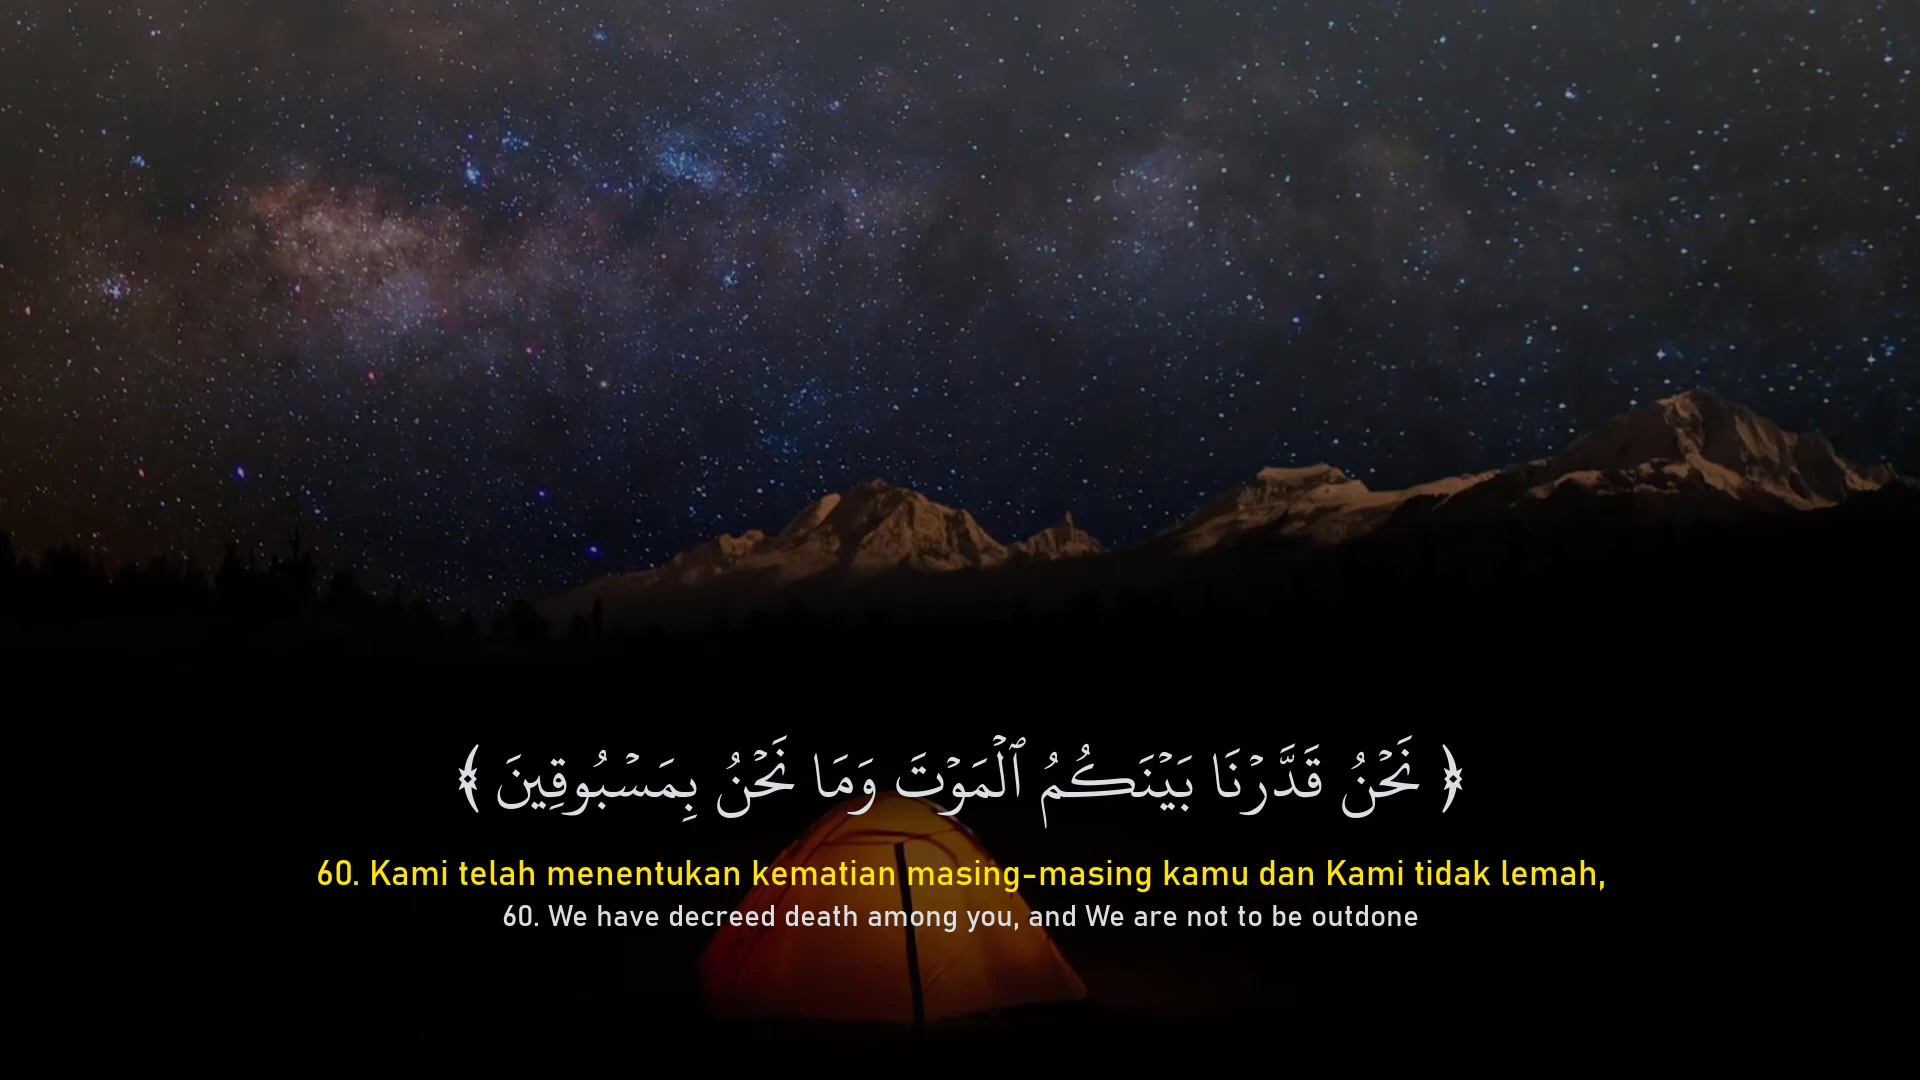 ﴿ نَحْنُ قَدَّرْنَا بَيْنَكُمُ ٱلْمَوْتَ وَمَا نَحْنُ بِمَسْبُوقِينَ ﴾
60. Kami telah menentukan kematian masing-masing kamu dan Kami tidak lemah,
60. We have decreed death among you, and We are not to be outdone